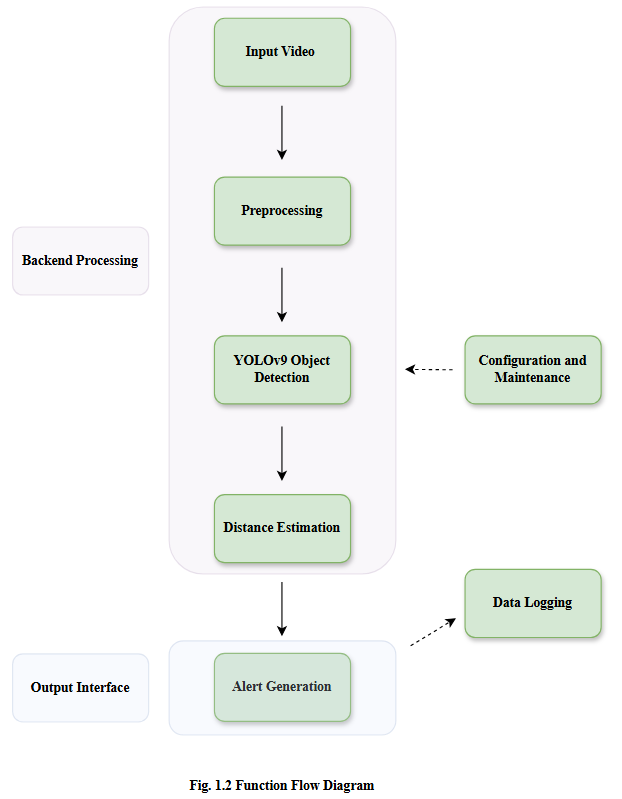 Input Video
Preprocessing
Backend Processing
YOLOv9 Object
Detection
Configuration and
Maintenance
Distance Estimation
Data Logging
Output Interface
Alert Generation
Fig. 1.2 Function Flow Diagram